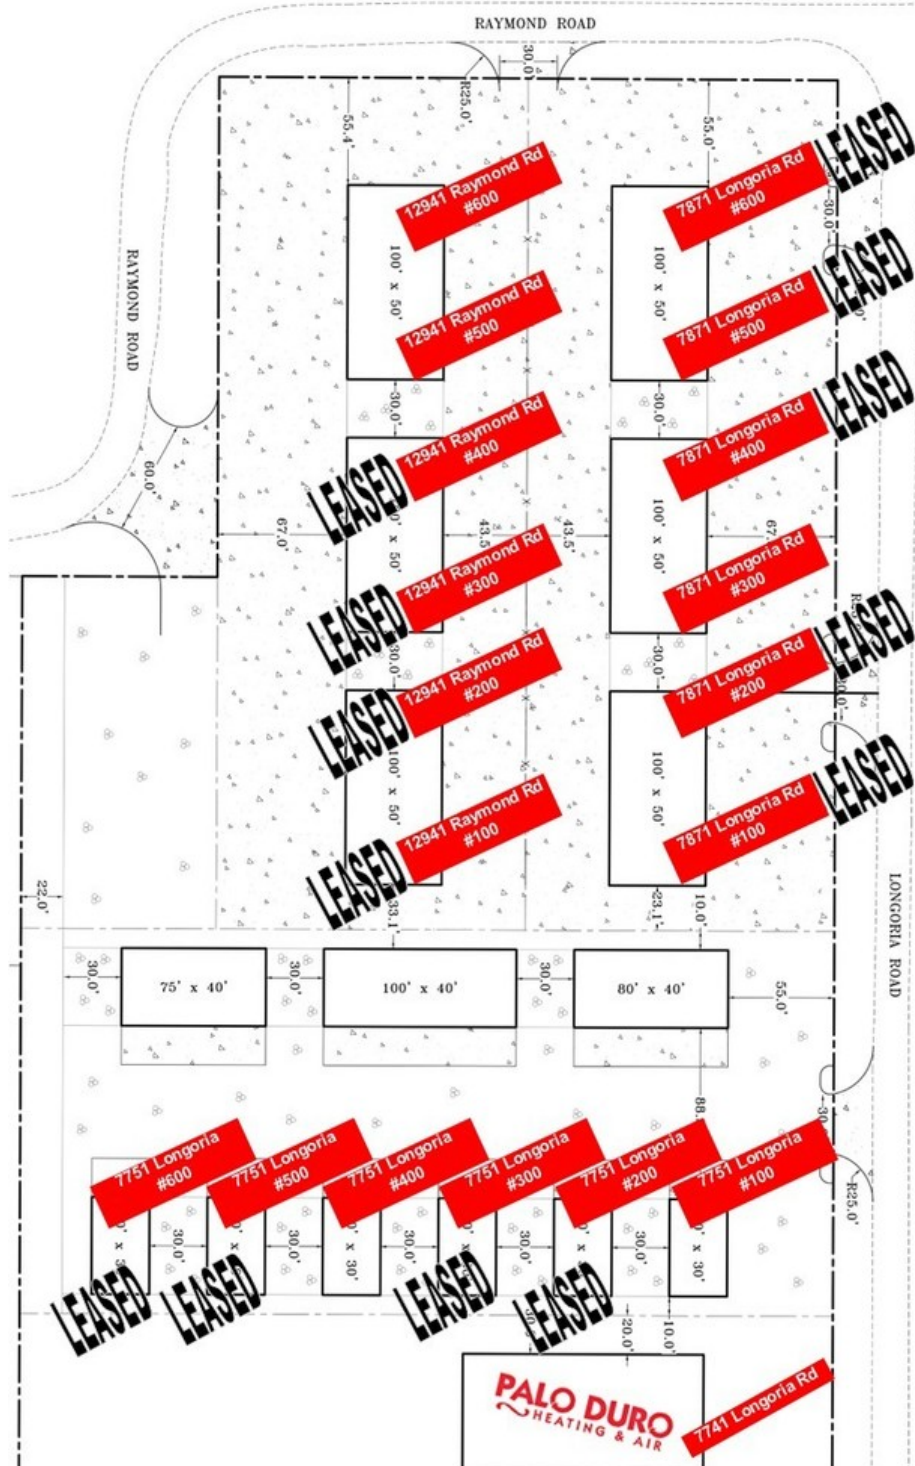 RAYMOND ROAD
30.0'
R25.0'
55.4'
55.0'
LEASED
12941 Raymond Rd
#600
7871 Longoria Rd
#600
30.0'
100' x 50'
100' x 50'
RAYMOND ROAD
LEASED
12941 Raymond Rd
#500
7871 Longoria Rd
#500
30.0'
30.0'
LEASED
12941 Raymond Rd
#400
7871 Longoria Rd
#400
LEASED
60.0'
67.0'
43.5'
43.5'
67.
100' x 50'
12941 Raymond Rd
#300
7871 Longoria Rd
#300
LEASED
LEASED
30.0'
30.0'
12941 Raymond Rd
#200
7871 Longoria Rd
#200
LEASED
100' x 50'
100' x 50'
LEASED
12941 Raymond Rd
#100
7871 Longoria Rd
#100
LEASED
22.0'
33.1'
23.1'
10.0'
LONGORIA ROAD
30.0'
75' x 40'
30.0'
100' x 40'
30.0'
80' x 40'
55.0'
88.
7751 Longoria
#600
7751 Longoria
#500
7751 Longoria
#400
7751 Longoria
#300
7751 Longoria
#200
7751 Longoria
#100
R25.0'
30.0'
30.0'
30.0'
30.0'
30.0'
x 30'
x 30'
LEASED
LEASED
LEASED
LEASED
20.0'
10.0'
PALO DURO
HEATING & AIR
7741 Longoria Rd